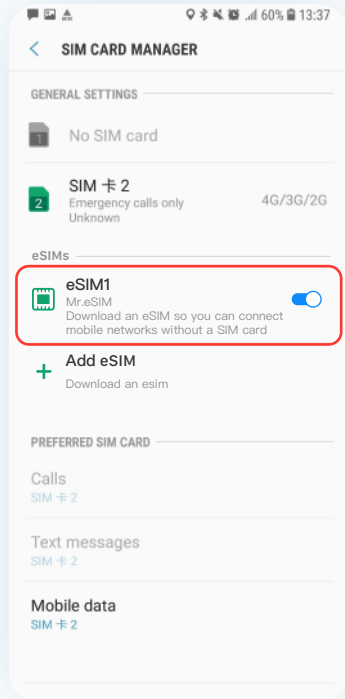 60% 13:37
SIM CARD MANAGER
GENERAL SETTINGS
1
No SIM card
SIM 卡 2
2
Emergency calls only
4G/3G/2G
Unknown
eSIMs
eSIM1
Mr.eSIM
Download an eSIM so you can connect
mobile networks without a SIM card
Add eSIM
Download an esim
PREFERRED SIM CARD
Calls
SIM 卡 2
Text messages
SIM 卡 2
Mobile data
SIM 卡 2